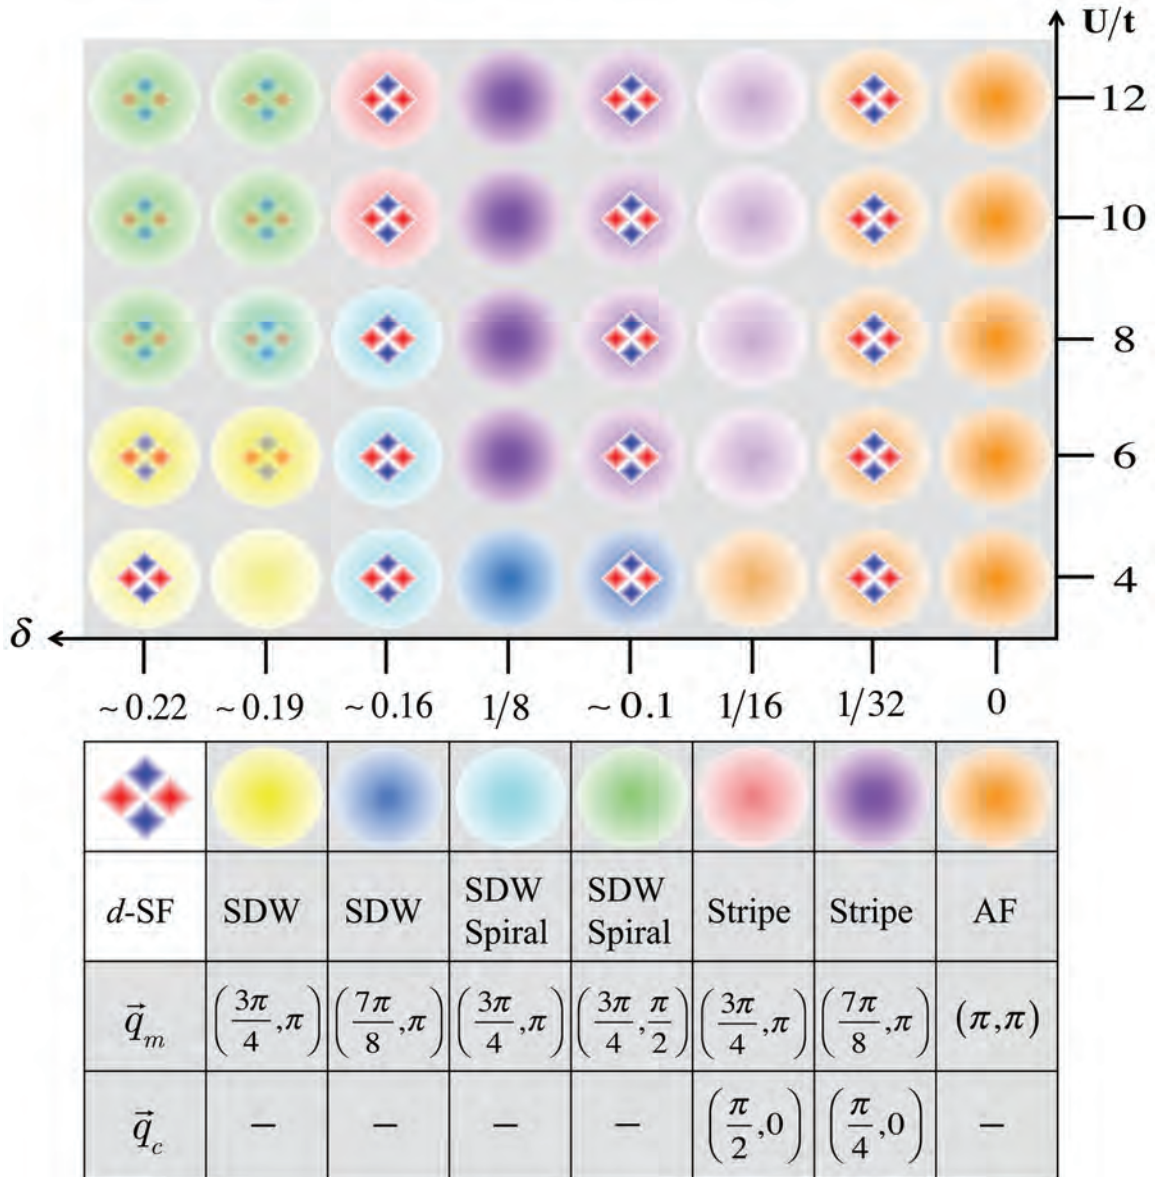 U/t
12
10
8
6
4
δ
~0.22 ~0.19 ~0.16 1/8 ~0.1 1/16 1/32 0
d-SF SDW SDW SDW Spiral SDW Spiral Stripe Stripe AF
q⃗m (3π/4,π) (7π/8,π) (3π/4,π) (3π/4,π/2) (3π/4,π) (7π/8,π) (π,π)
q⃗c – – – – (π/2,0) (π/4,0) –